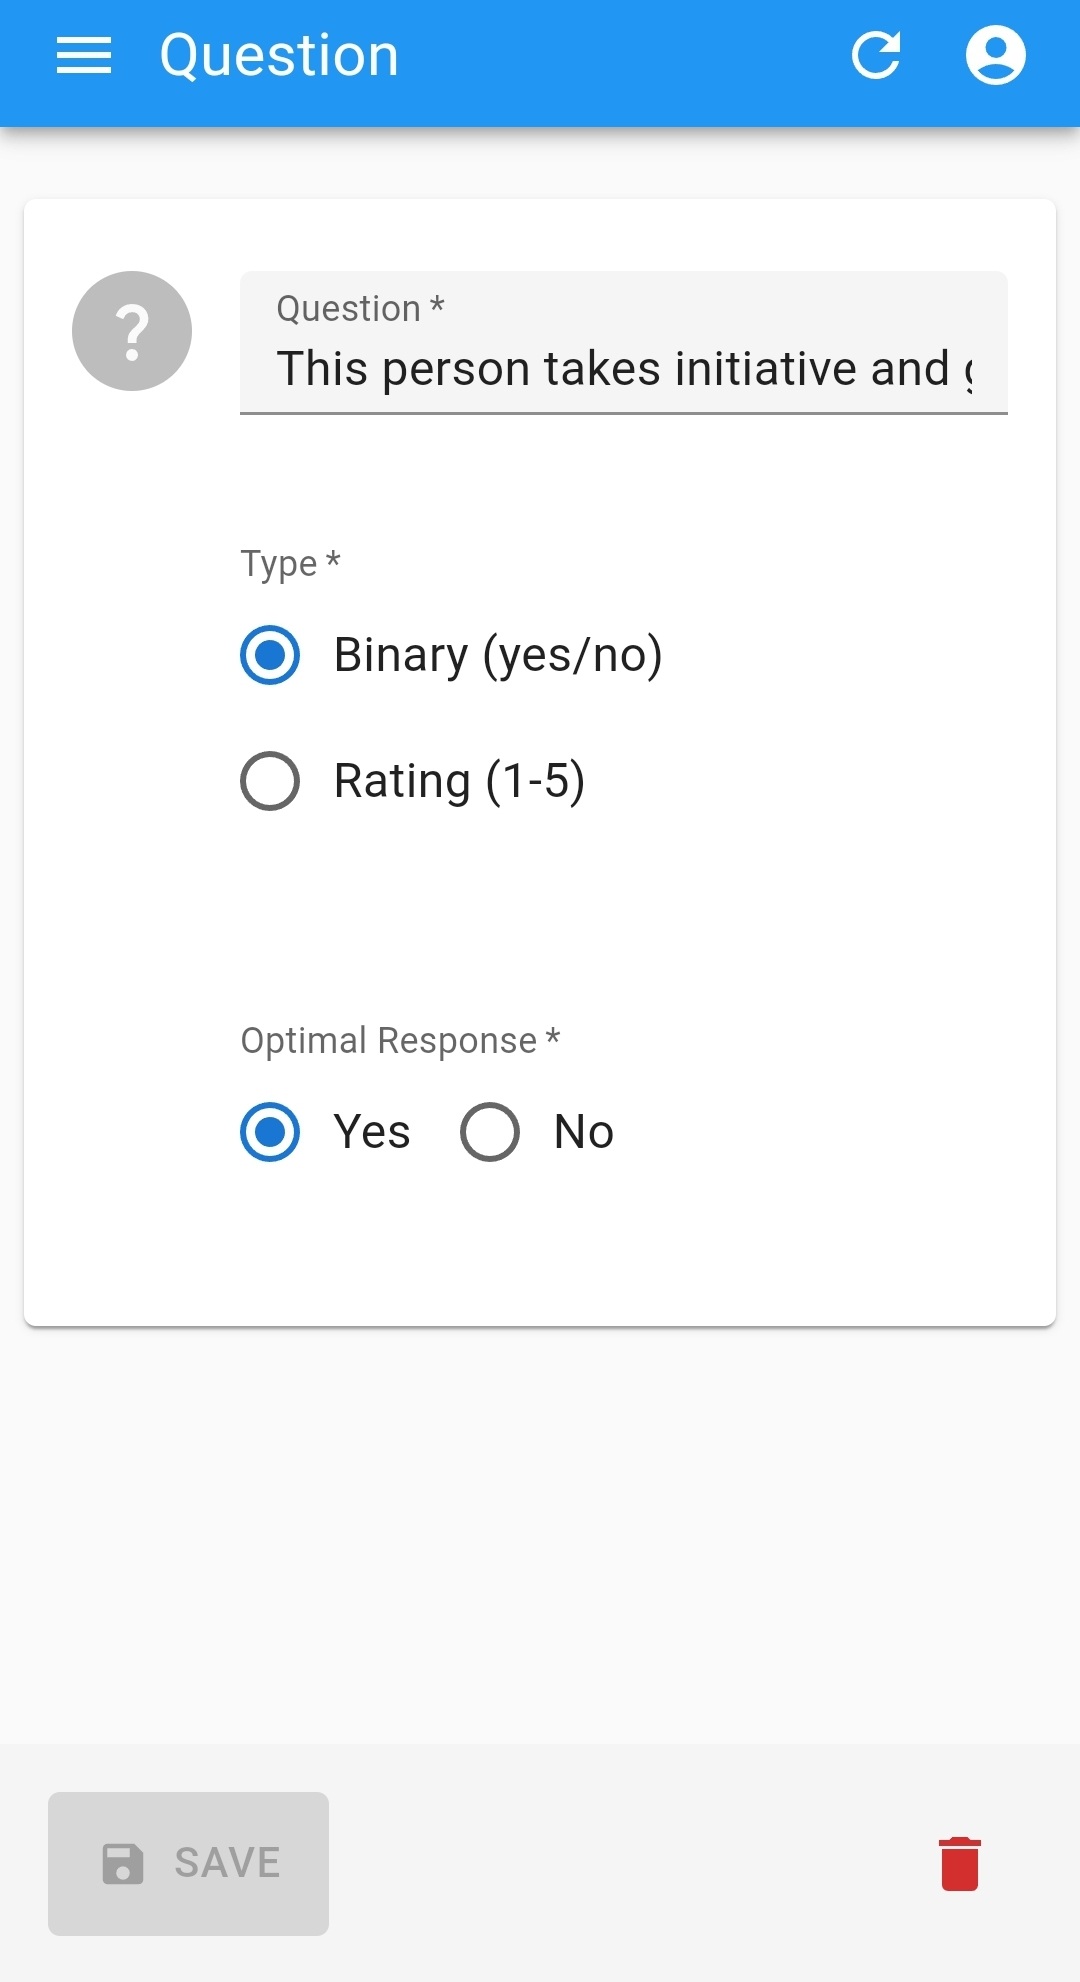 Question
?
Question *
This person takes initiative and
Type *
Binary (yes/no)
Rating (1-5)
Optimal Response *
Yes
No
SAVE